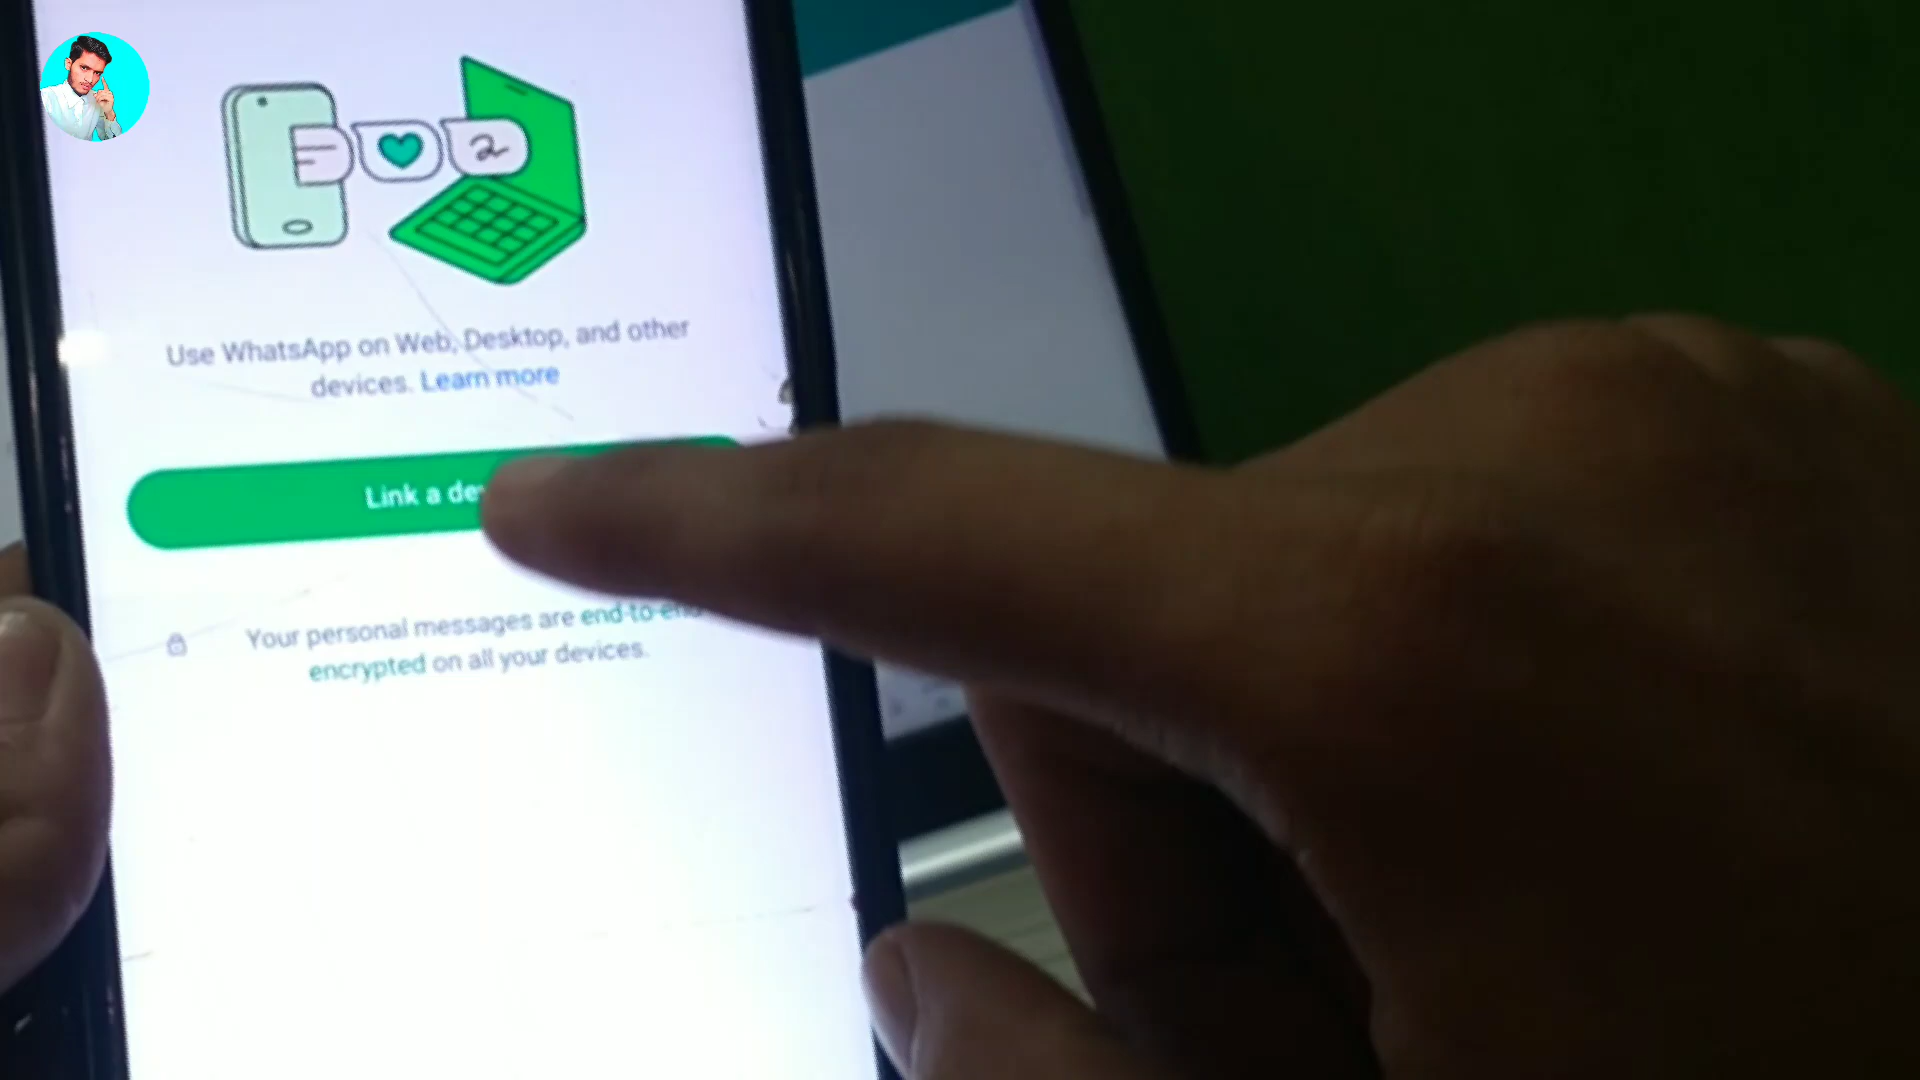 Use WhatsApp on Web, Desktop, and other
devices. Learn more
Link a
Your personal messages are end-to-end
encrypted on all your devices.